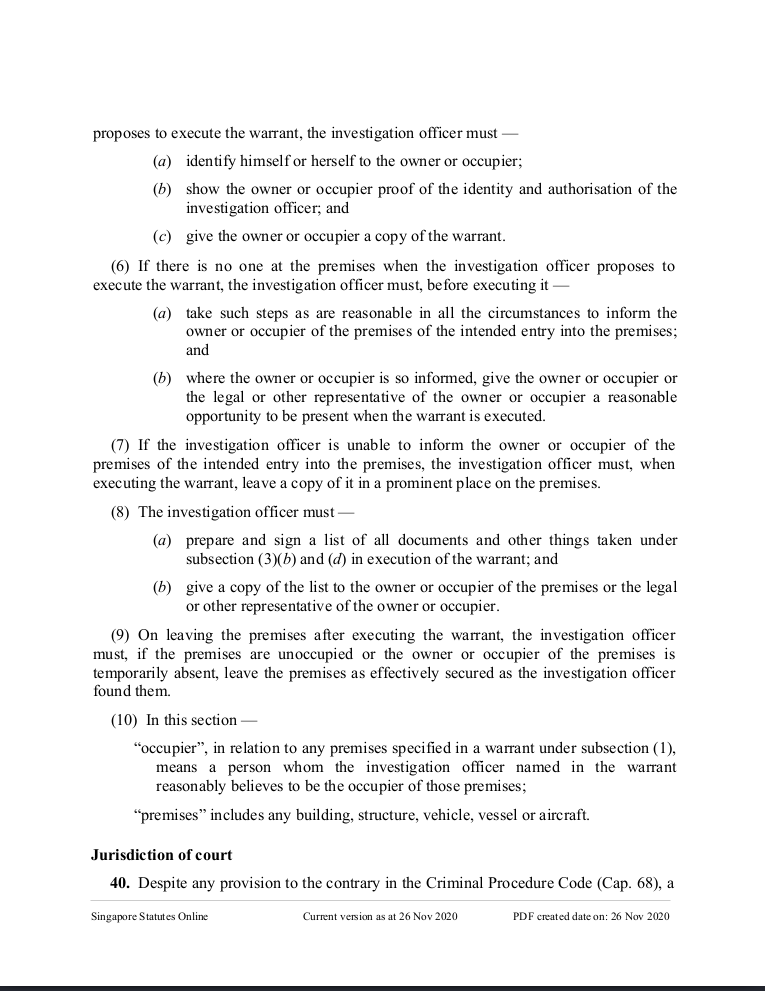 proposes to execute the warrant, the investigation officer must —
(a) identify himself or herself to the owner or occupier;
(b) show the owner or occupier proof of the identity and authorisation of the
investigation officer; and
(c) give the owner or occupier a copy of the warrant.
(6) If there is no one at the premises when the investigation officer proposes to
execute the warrant, the investigation officer must, before executing it —
(a) take such steps as are reasonable in all the circumstances to inform the
owner or occupier of the premises of the intended entry into the premises;
and
(b) where the owner or occupier is so informed, give the owner or occupier or
the legal or other representative of the owner or occupier a reasonable
opportunity to be present when the warrant is executed.
(7) If the investigation officer is unable to inform the owner or occupier of the
premises of the intended entry into the premises, the investigation officer must, when
executing the warrant, leave a copy of it in a prominent place on the premises.
(8) The investigation officer must —
(a) prepare and sign a list of all documents and other things taken under
subsection (3)(b) and (d) in execution of the warrant; and
(b) give a copy of the list to the owner or occupier of the premises or the legal
or other representative of the owner or occupier.
(9) On leaving the premises after executing the warrant, the investigation officer
must, if the premises are unoccupied or the owner or occupier of the premises is
temporarily absent, leave the premises as effectively secured as the investigation officer
found them.
(10) In this section —
“occupier”, in relation to any premises specified in a warrant under subsection (1),
means a person whom the investigation officer named in the warrant
reasonably believes to be the occupier of those premises;
“premises” includes any building, structure, vehicle, vessel or aircraft.
Jurisdiction of court
40. Despite any provision to the contrary in the Criminal Procedure Code (Cap. 68), a
Singapore Statutes Online Current version as at 26 Nov 2020 PDF created date on: 26 Nov 2020